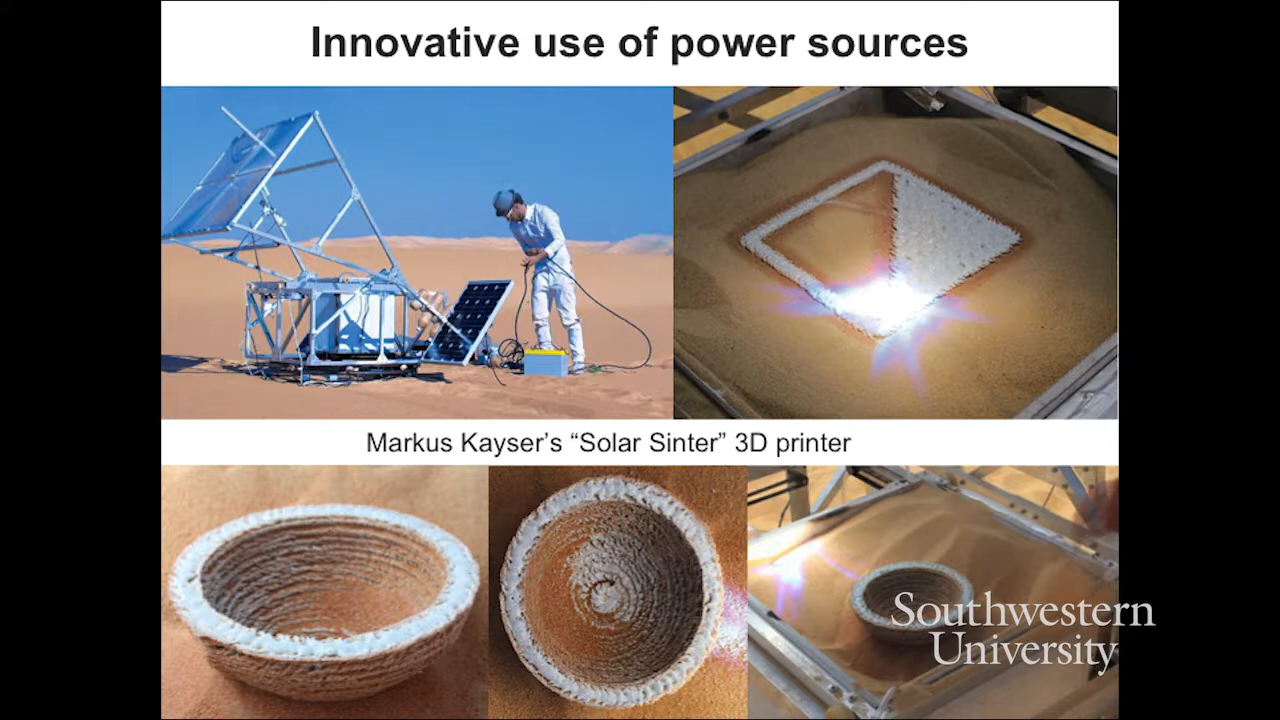 Innovative use of power sources
Markus Kayser’s “Solar Sinter” 3D printer
Southwestern
University